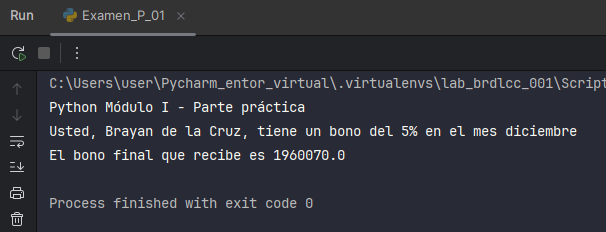 Run
Examen_P_01
C:\Users\user\Pycharm_entor_virtual\.virtualenvs\lab_brdlcc_001\Script
Python Módulo I - Parte práctica
Usted, Brayan de la Cruz, tiene un bono del 5% en el mes diciembre
El bono final que recibe es 1960070.0
Process finished with exit code 0